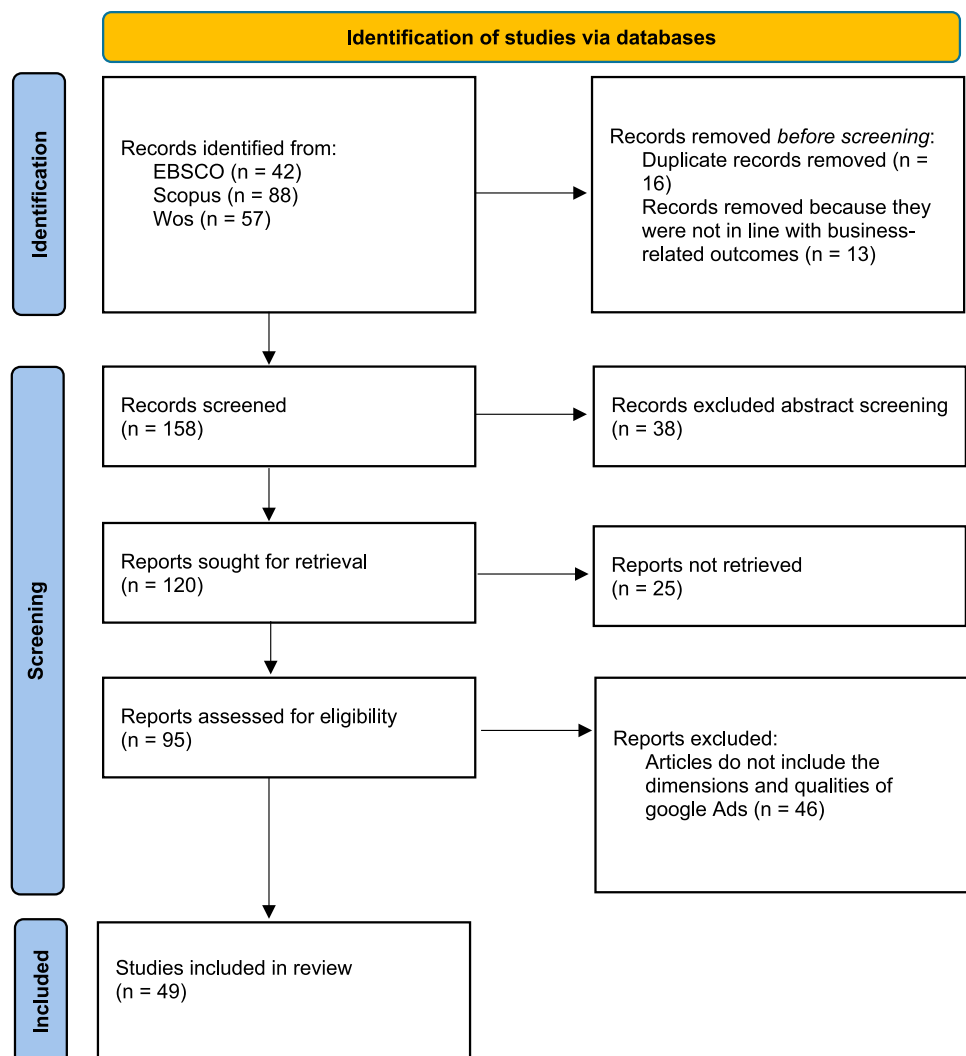 Identification of studies via databases
Identification
Records identified from:
EBSCO (n = 42)
Scopus (n = 88)
Wos (n = 57)
Records removed before screening:
Duplicate records removed (n =
16)
Records removed because they
were not in line with business-
related outcomes (n = 13)
Screening
Records screened
(n = 158)
Records excluded abstract screening
(n = 38)
Reports sought for retrieval
(n = 120)
Reports not retrieved
(n = 25)
Reports assessed for eligibility
(n = 95)
Reports excluded:
Articles do not include the
dimensions and qualities of
google Ads (n = 46)
Included
Studies included in review
(n = 49)